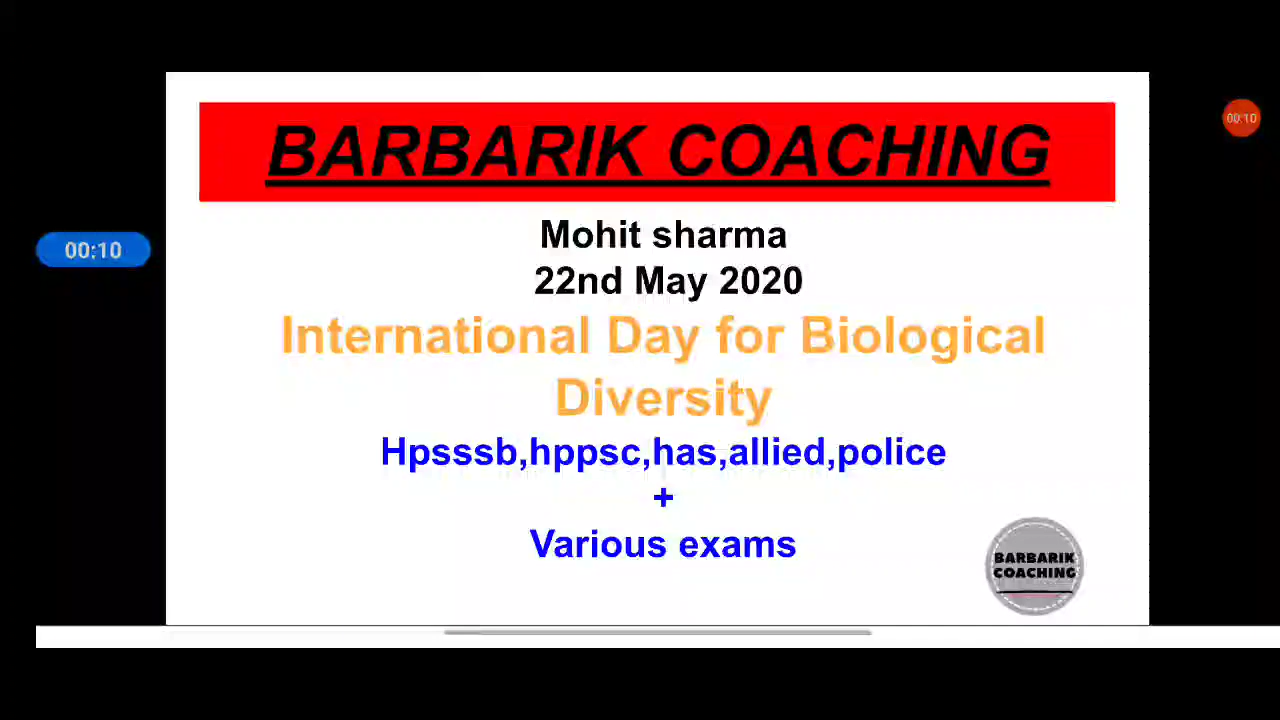 BARBARIK COACHING
00:10
Mohit sharma
00:10
22nd May 2020
International Day for Biological
Diversity
Hpsssb,hppsc,has,allied,police
+
Various exams
BARBARIK
COACHING